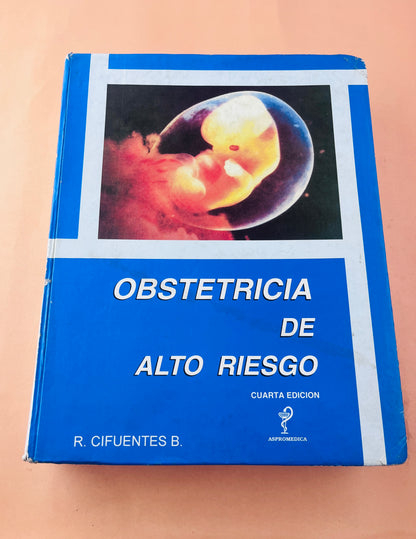 OBSTETRICIA
DE
ALTO RIESGO
CUARTA EDICION
R. CIFUENTES B.
ASPROMEDICA